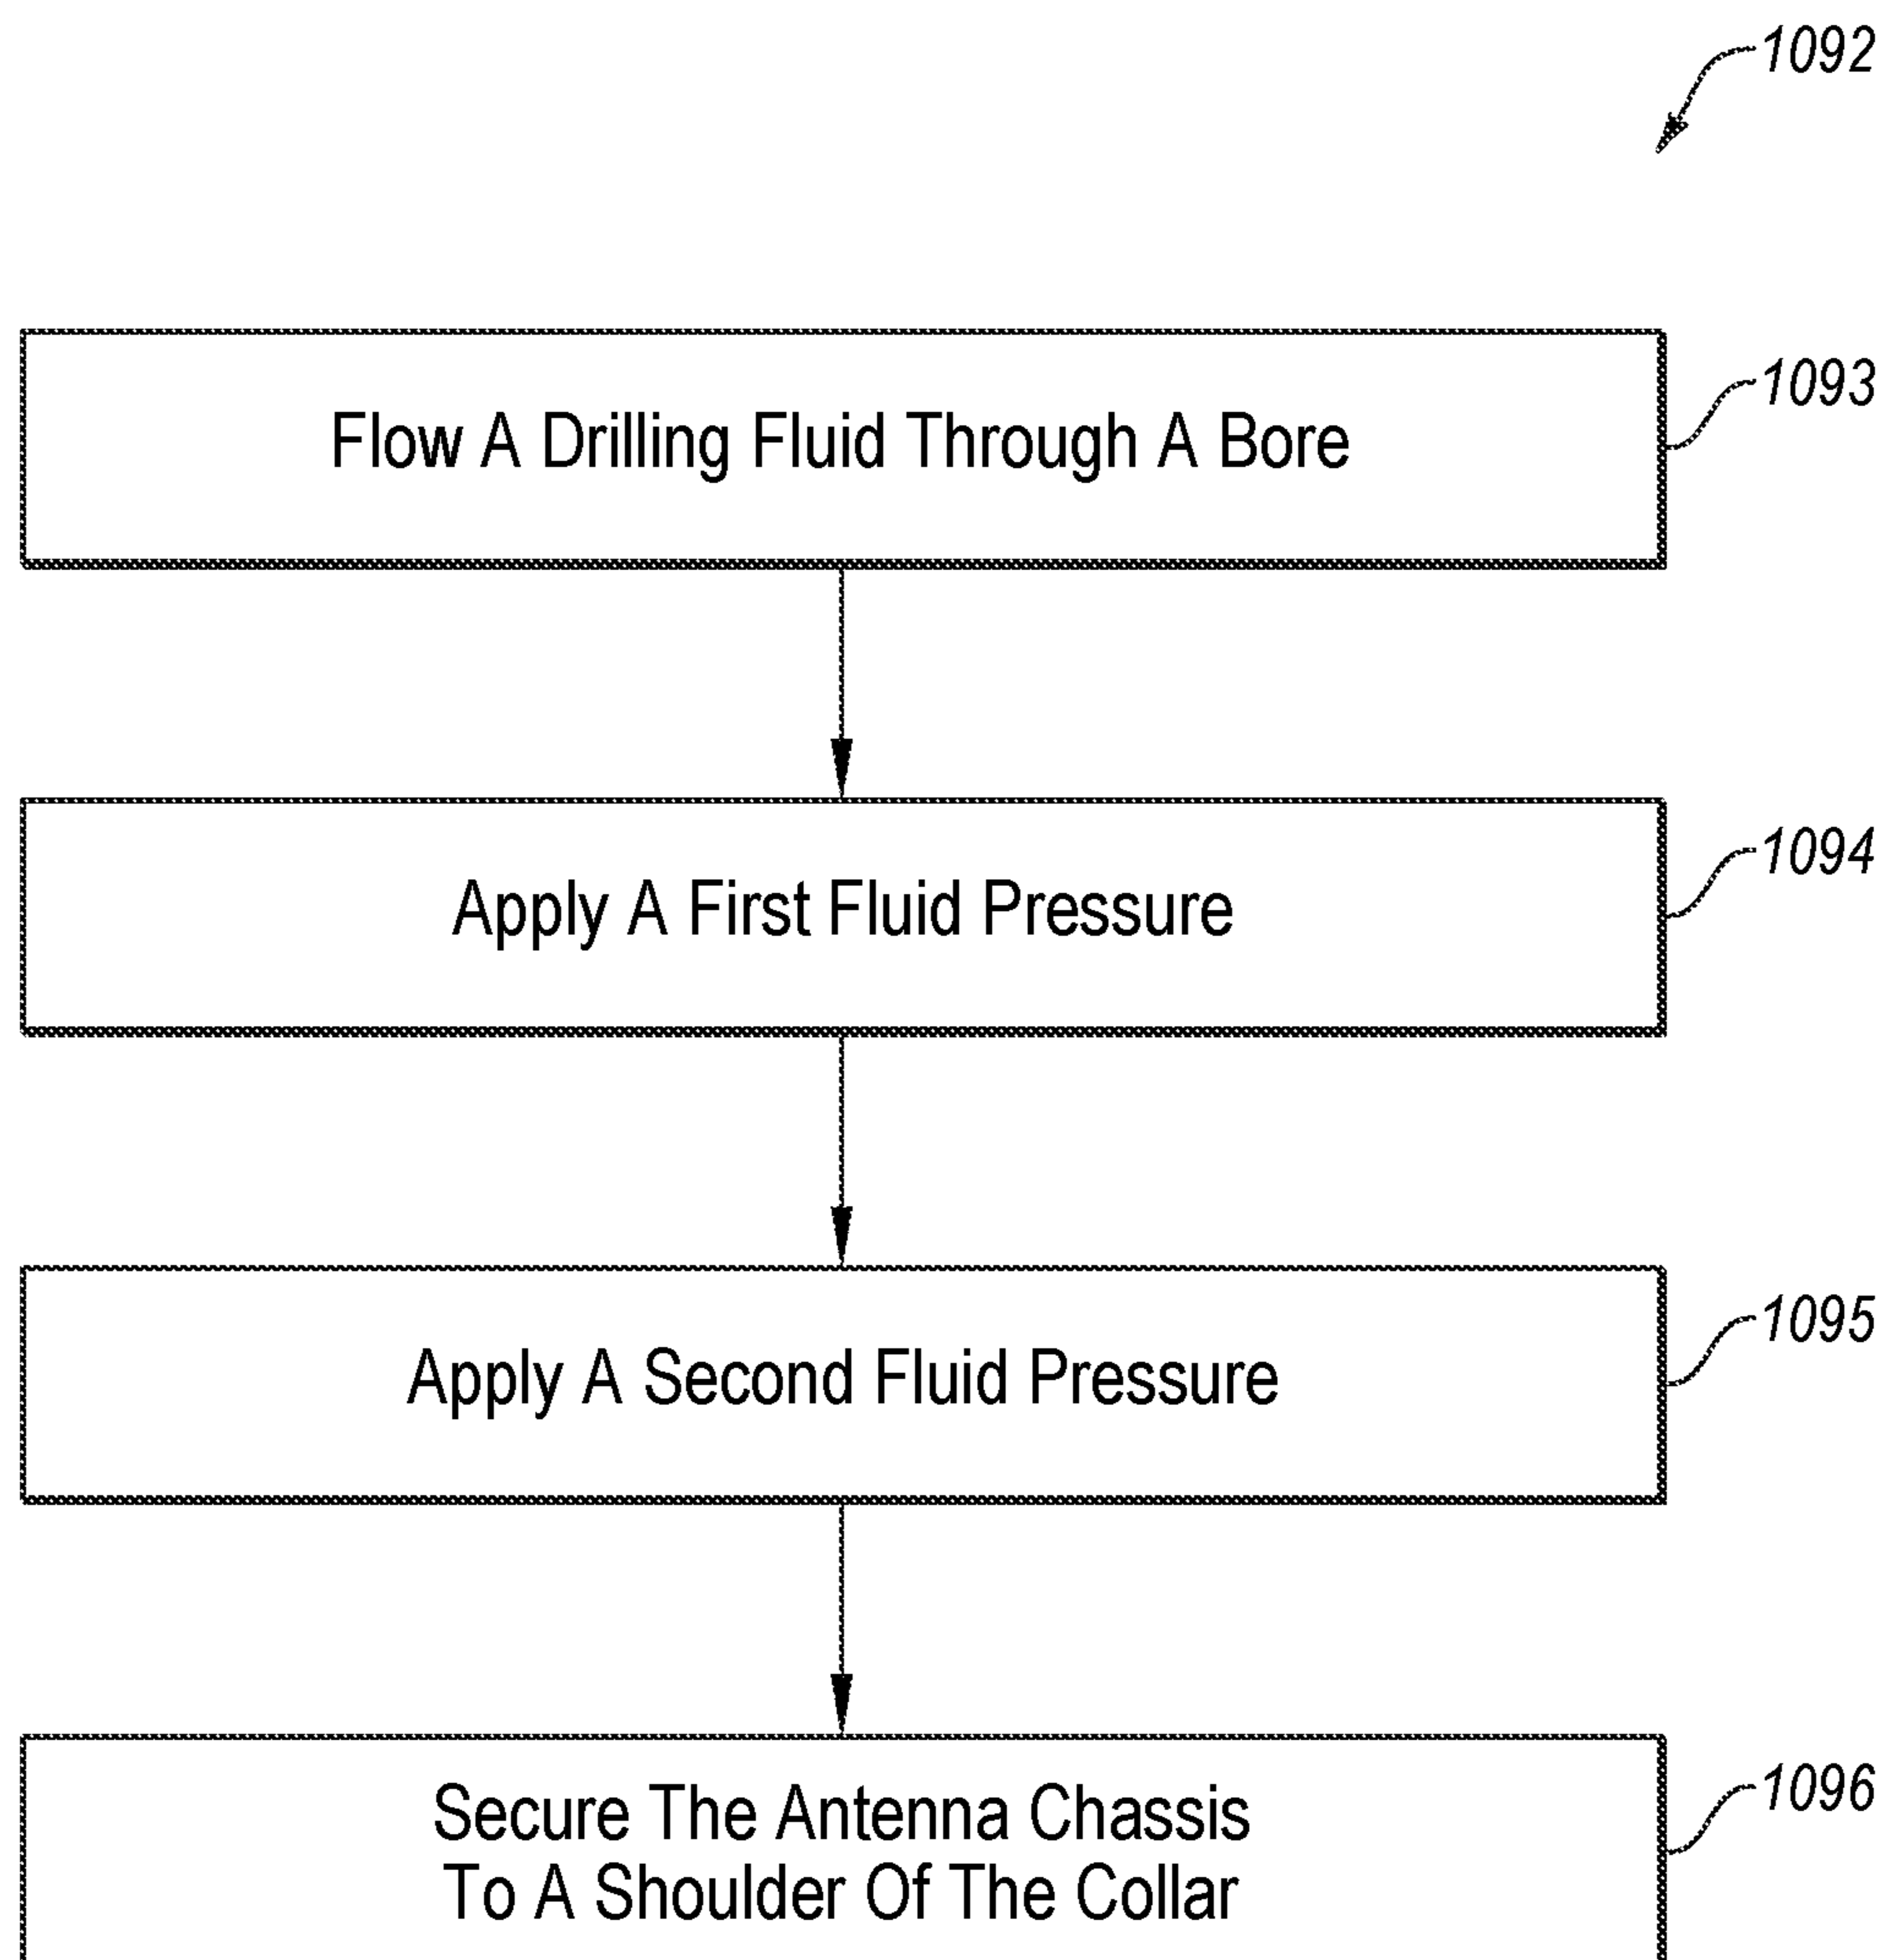 1092
Flow A Drilling Fluid Through A Bore
1093
Apply A First Fluid Pressure
1094
Apply A Second Fluid Pressure
1095
Secure The Antenna Chassis
To A Shoulder Of The Collar
1096